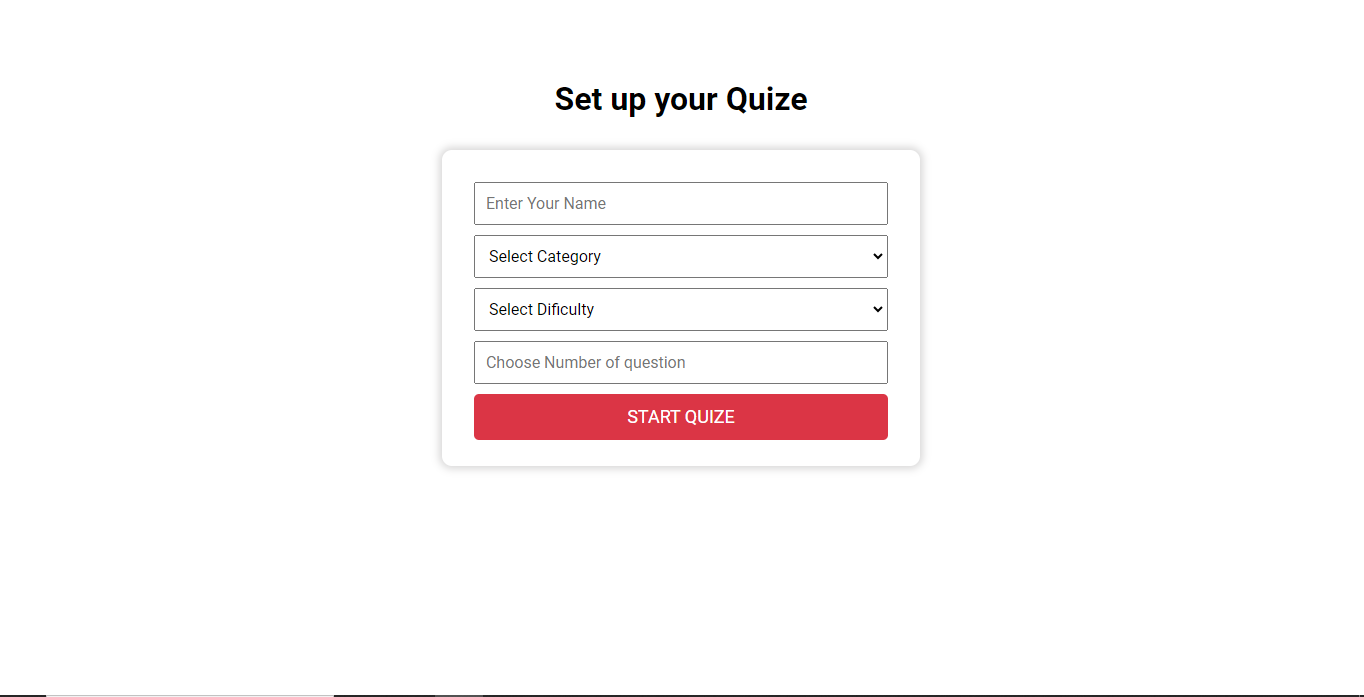 Set up your Quize
Enter Your Name
Select Category
Select Dificulty
Choose Number of question
START QUIZE